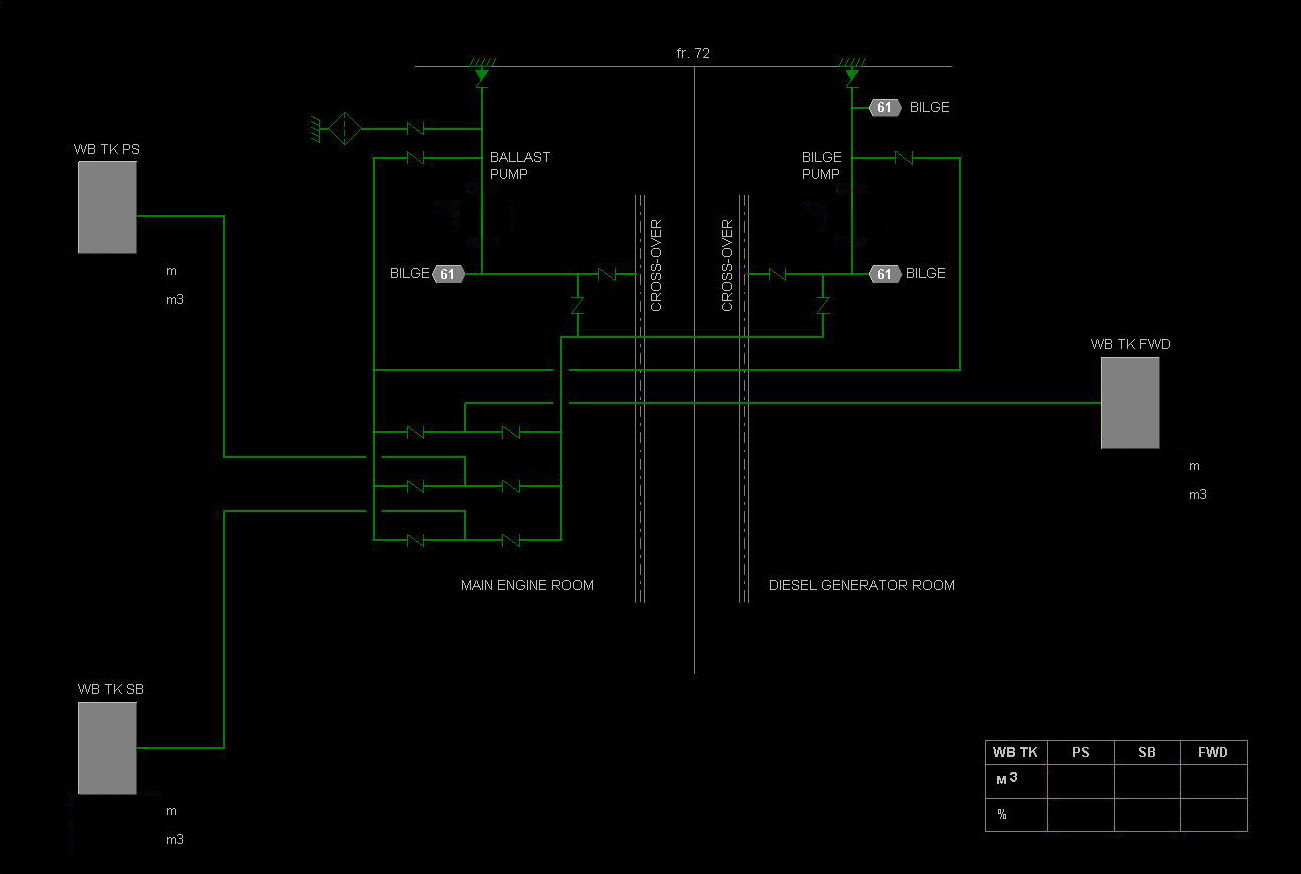 fr. 72
61 BILGE
WB TK PS
BALLAST
PUMP
BILGE
PUMP
CROSS-OVER
CROSS-OVER
m
m3
BILGE 61
61 BILGE
WB TK FWD
m
m3
MAIN ENGINE ROOM
DIESEL GENERATOR ROOM
WB TK SB
m
m3
WB TK PS SB FWD
м 3
%